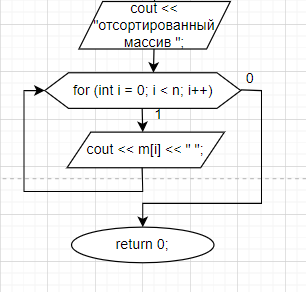 cout <<
"отсортированный
массив ";
for (int i = 0; i < n; i++)
0
1
cout << m[i] << " ";
return 0;